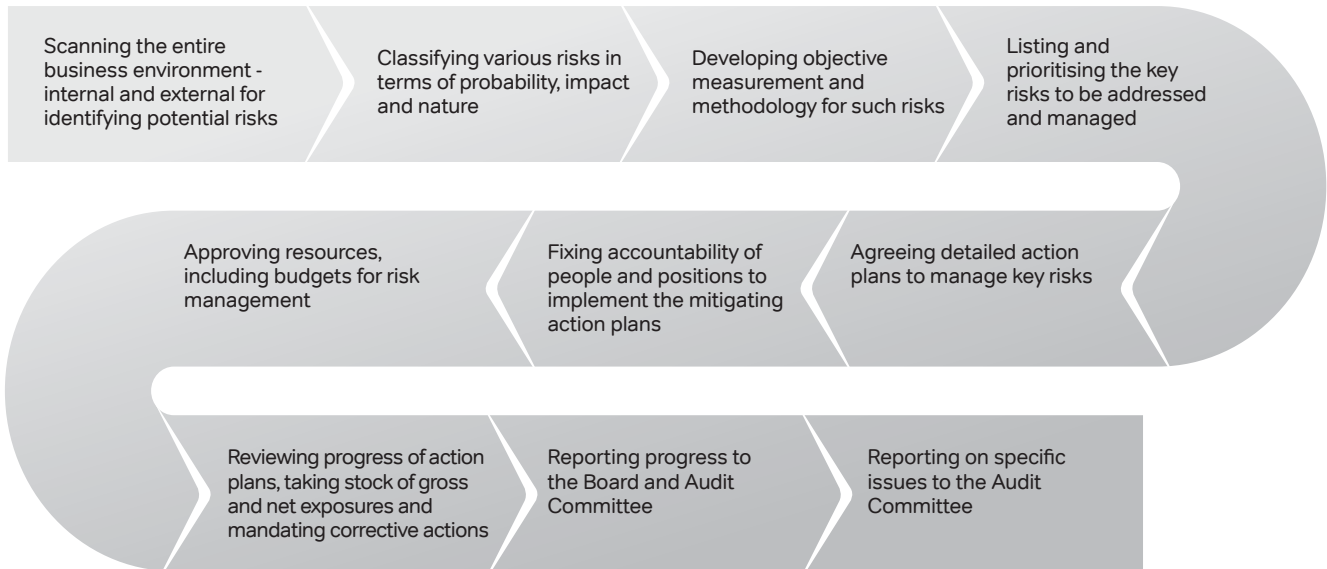 Scanning the entire
business environment -
internal and external for
identifying potential risks
Classifying various risks in
terms of probability, impact
and nature
Developing objective
measurement and
methodology for such risks
Listing and
prioritising the key
risks to be addressed
and managed
Agreeing detailed action
plans to manage key risks
Fixing accountability of
people and positions to
implement the mitigating
action plans
Approving resources,
including budgets for risk
management
Reviewing progress of action
plans, taking stock of gross
and net exposures and
mandating corrective actions
Reporting progress to
the Board and Audit
Committee
Reporting on specific
issues to the Audit
Committee